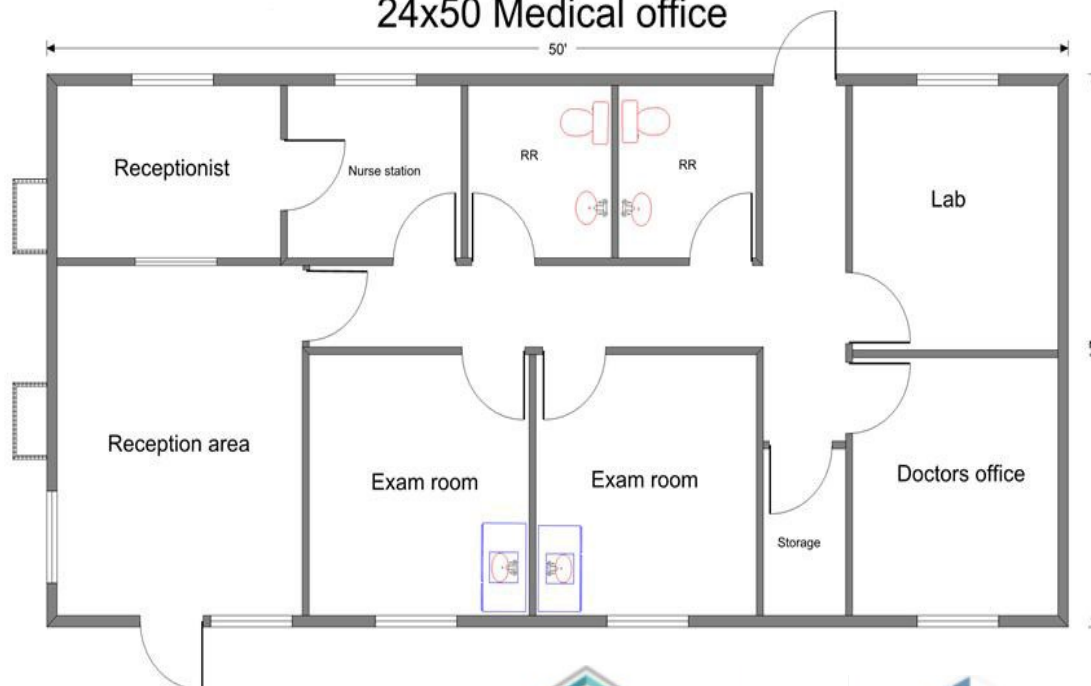 24x50 Medical office
50'
Receptionist
Nurse station
RR
RR
Lab
Reception area
Exam room
Exam room
Doctors office
Storage